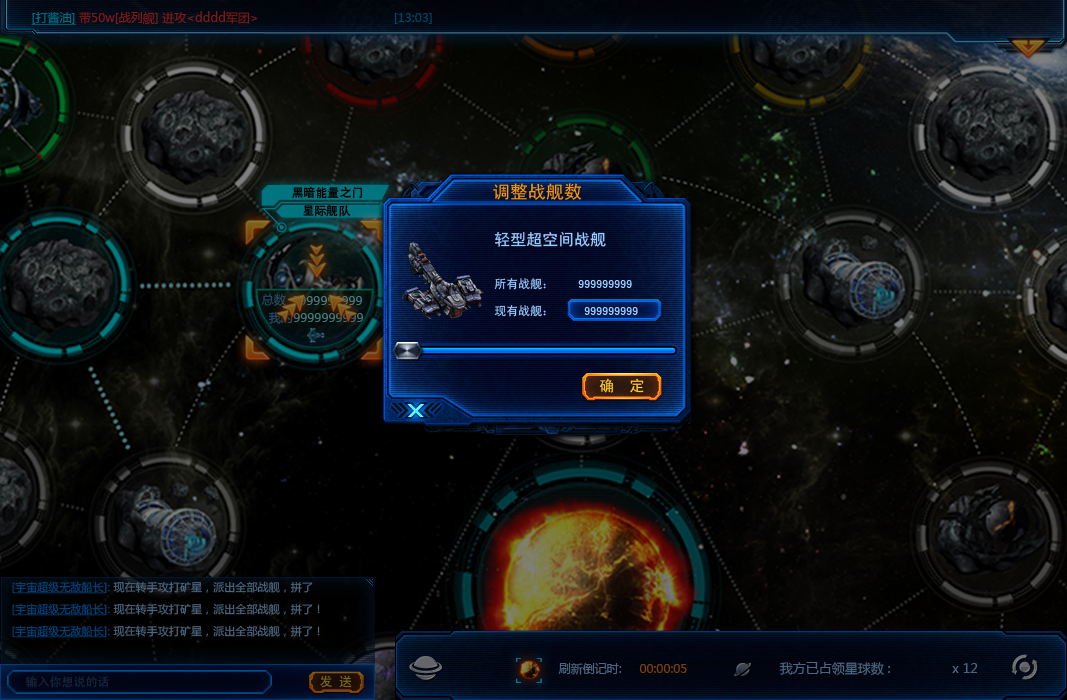 [打酱油] 带50w[战列舰] 进攻<dddd军团> [13:03]
黑暗能量之门
星际舰队
调整战舰数
轻型超空间战舰
所有战舰： 999999999
现有战舰： 999999999
确 定
[宇宙超级无敌船长]: 现在转手攻打矿星，派出全部战舰，拼了
[宇宙超级无敌船长]: 现在转手攻打矿星，派出全部战舰，拼了！
[宇宙超级无敌船长]: 现在转手攻打矿星，派出全部战舰，拼了！
输入你想说的话 发 送
刷新倒记时: 00:00:05 我方已占领星球数： x 12